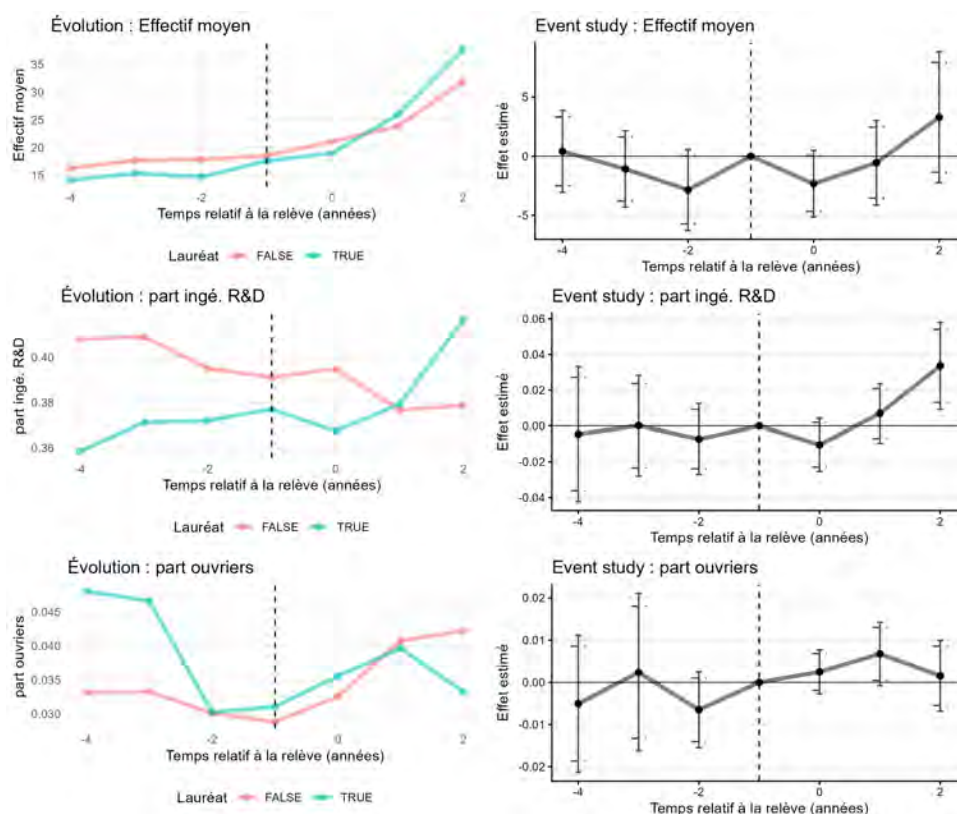 Évolution : Effectif moyen
Effectif moyen
35
30
25
20
15
-4
-2
0
2
Temps relatif à la relève (années)
Lauréat FALSE TRUE
Event study : Effectif moyen
Effet estimé
5
0
-5
-4
-2
0
2
Temps relatif à la relève (années)
Évolution : part ingé. R&D
part ingé. R&D
0.40
0.38
0.36
-4
-2
0
2
Temps relatif à la relève (années)
Lauréat FALSE TRUE
Event study : part ingé. R&D
Effet estimé
0.06
0.04
0.02
0.00
-0.02
-0.04
-4
-2
0
2
Temps relatif à la relève (années)
Évolution : part ouvriers
part ouvriers
0.045
0.040
0.035
0.030
-4
-2
0
2
Temps relatif à la relève (années)
Lauréat FALSE TRUE
Event study : part ouvriers
Effet estimé
0.02
0.01
0.00
-0.01
-0.02
-4
-2
0
2
Temps relatif à la relève (années)